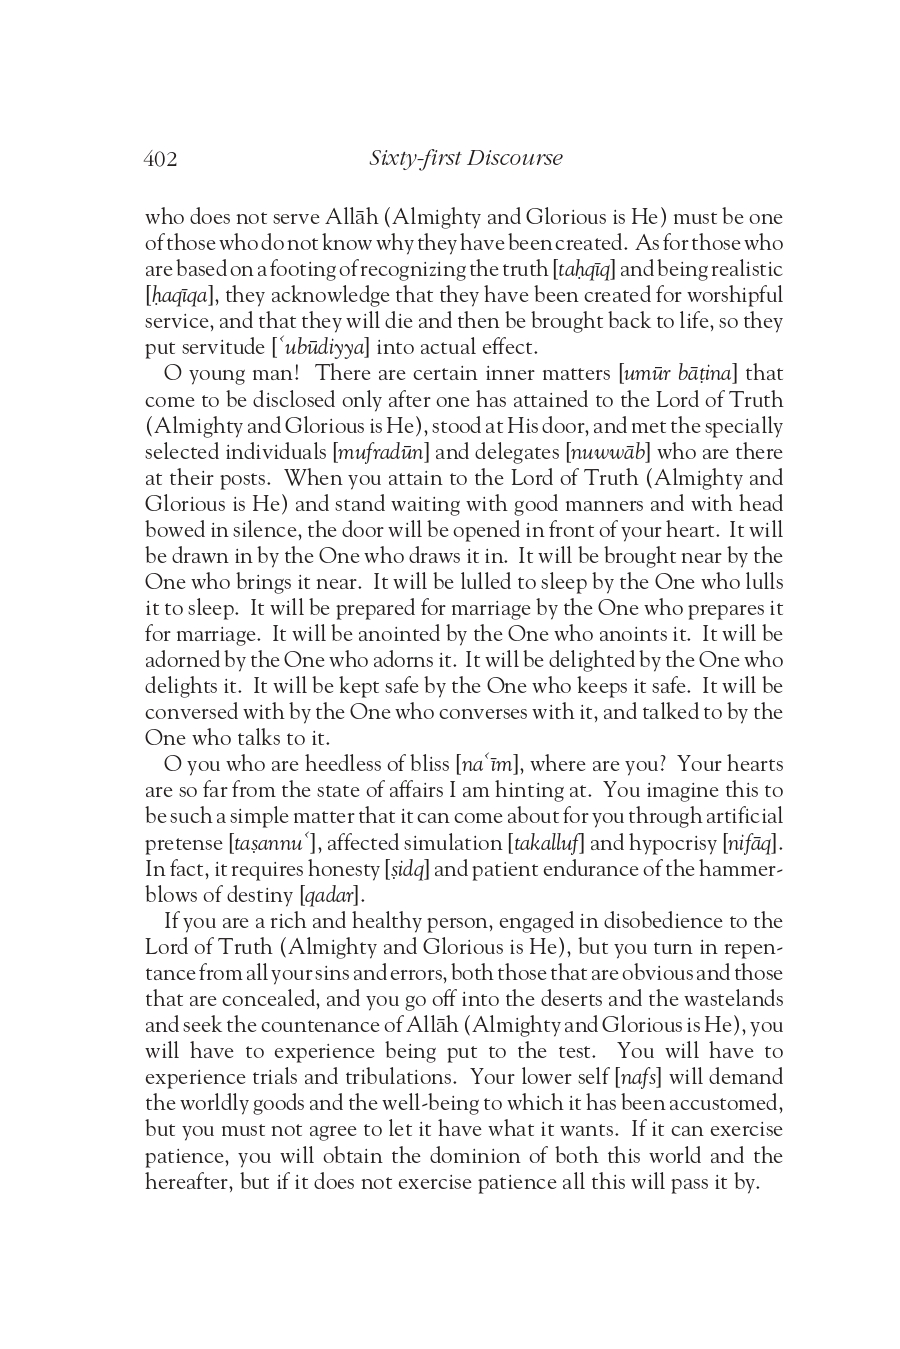 402 Sixty-first Discourse
who does not serve Allāh (Almighty and Glorious is He) must be one
of those who do not know why they have been created. As for those who
are based on a footing of recognizing the truth [taḥqīq] and being realistic
[ḥaqīqa], they acknowledge that they have been created for worshipful
service, and that they will die and then be brought back to life, so they
put servitude [ʿubūdiyya] into actual effect.
O young man! There are certain inner matters [umūr bāṭina] that
come to be disclosed only after one has attained to the Lord of Truth
(Almighty and Glorious is He), stood at His door, and met the specially
selected individuals [mufradūn] and delegates [nuwwāb] who are there
at their posts. When you attain to the Lord of Truth (Almighty and
Glorious is He) and stand waiting with good manners and with head
bowed in silence, the door will be opened in front of your heart. It will
be drawn in by the One who draws it in. It will be brought near by the
One who brings it near. It will be lulled to sleep by the One who lulls
it to sleep. It will be prepared for marriage by the One who prepares it
for marriage. It will be anointed by the One who anoints it. It will be
adorned by the One who adorns it. It will be delighted by the One who
delights it. It will be kept safe by the One who keeps it safe. It will be
conversed with by the One who converses with it, and talked to by the
One who talks to it.
O you who are heedless of bliss [naʿīm], where are you? Your hearts
are so far from the state of affairs I am hinting at. You imagine this to
be such a simple matter that it can come about for you through artificial
pretense [taṣannuʿ], affected simulation [takalluf] and hypocrisy [nifāq].
In fact, it requires honesty [ṣidq] and patient endurance of the hammer-
blows of destiny [qadar].
If you are a rich and healthy person, engaged in disobedience to the
Lord of Truth (Almighty and Glorious is He), but you turn in repen-
tance from all your sins and errors, both those that are obvious and those
that are concealed, and you go off into the deserts and the wastelands
and seek the countenance of Allāh (Almighty and Glorious is He), you
will have to experience being put to the test. You will have to
experience trials and tribulations. Your lower self [nafs] will demand
the worldly goods and the well-being to which it has been accustomed,
but you must not agree to let it have what it wants. If it can exercise
patience, you will obtain the dominion of both this world and the
hereafter, but if it does not exercise patience all this will pass it by.